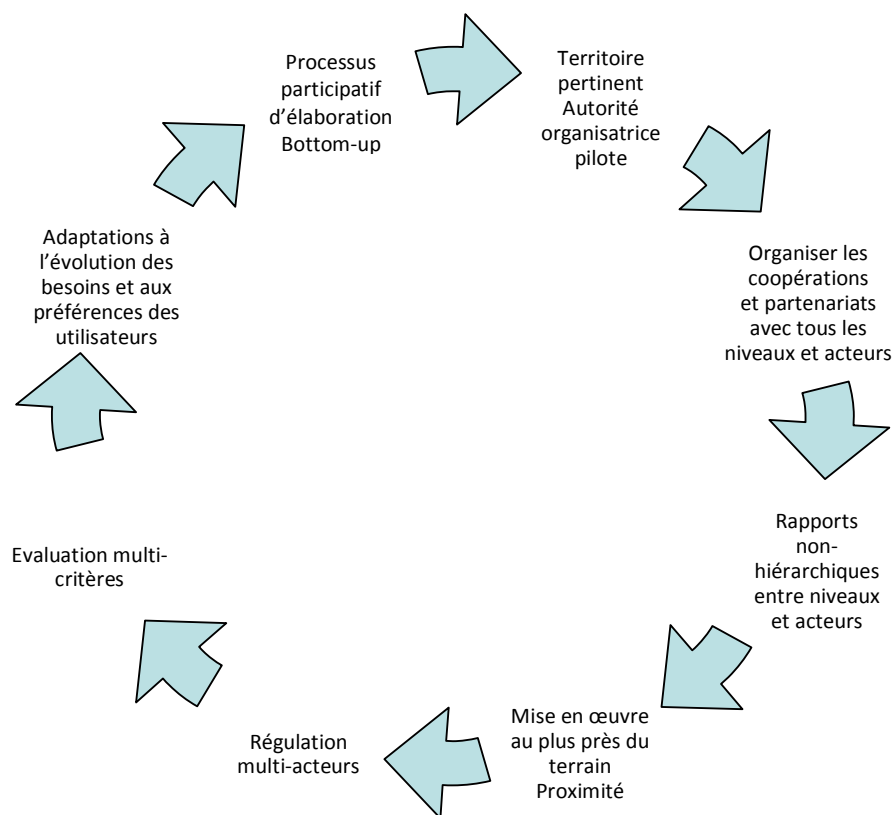 Processus
participatif
d'élaboration
Bottom-up
Territoire
pertinent
Autorité
organisatrice
pilote
Organiser les
coopérations
et partenariats
avec tous les
niveaux et acteurs
Rapports
non-
hiérarchiques
entre niveaux
et acteurs
Mise en œuvre
au plus près du
terrain
Proximité
Régulation
multi-acteurs
Evaluation multi-
critères
Adaptations à
l'évolution des
besoins et aux
préférences des
utilisateurs